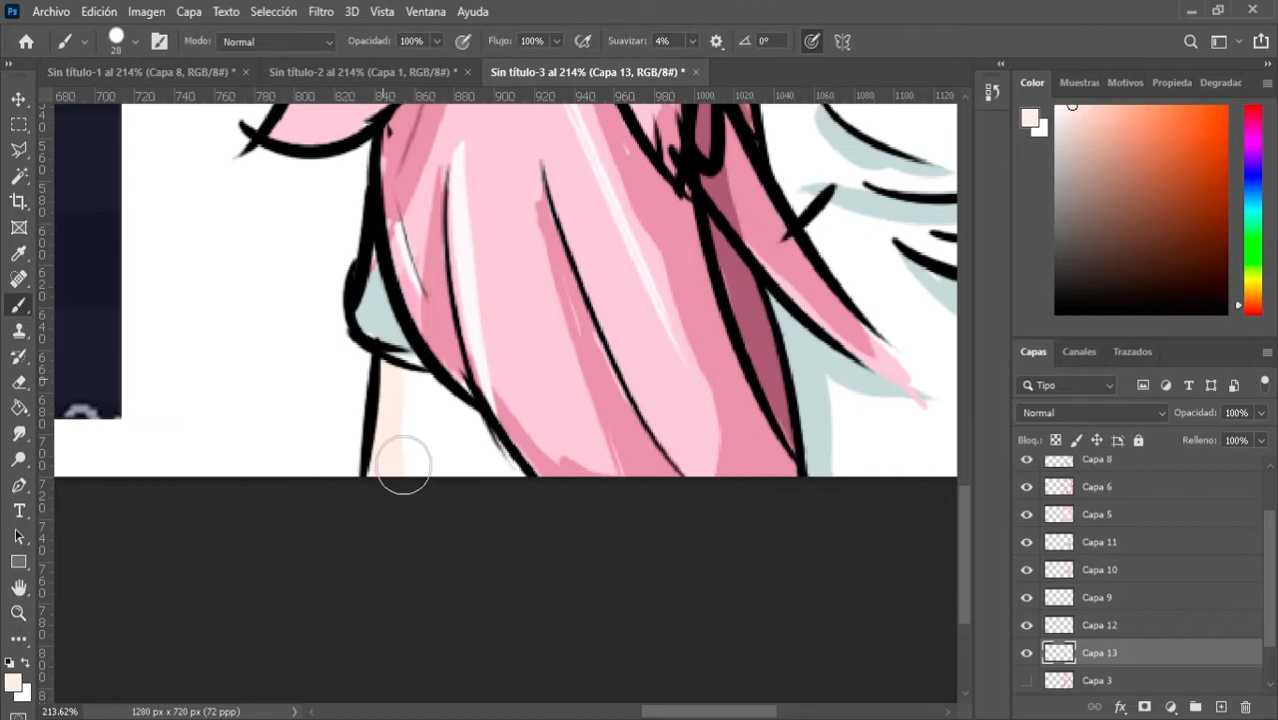 Ps Archivo Edición Imagen Capa Texto Selección Filtro 3D Vista Ventana Ayuda
28 Modo: Normal Opacidad: 100% Flujo: 100% Suavizar: 4% 0°
Sin título-1 al 214% (Capa 8, RGB/8#) * × Sin título-2 al 214% (Capa 1, RGB/8#) * × Sin título-3 al 214% (Capa 13, RGB/8#) * ×
680 700 720 740 760 780 800 820 840 860 880 900 920 940 960 980 1000 1020 1040 1060 1080 1100 1120
Color Muestras Motivos Propieda Degradac
Capas Canales Trazados
Tipo
Normal Opacidad: 100%
Bloq.: Relleno: 100%
Capa 8
Capa 6
Capa 5
Capa 11
Capa 10
Capa 9
Capa 12
Capa 13
Capa 3
213.62% 1280 px x 720 px (72 ppp)